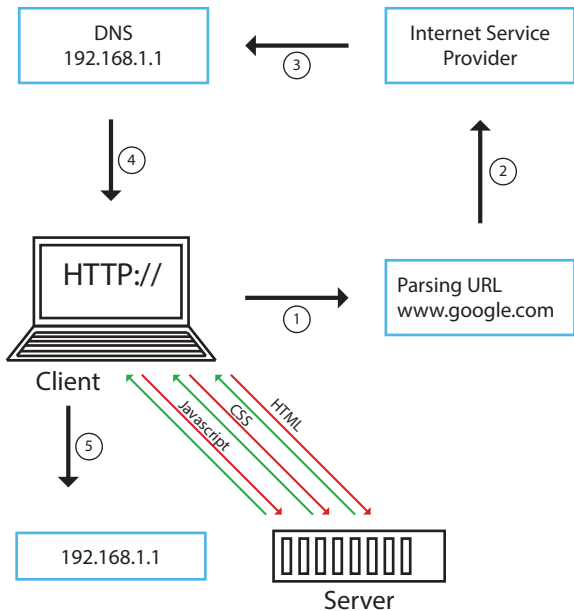 DNS
192.168.1.1
3
Internet Service
Provider
4
2
HTTP://
1
Parsing URL
www.google.com
Client
Javascript
CSS
HTML
5
192.168.1.1
Server